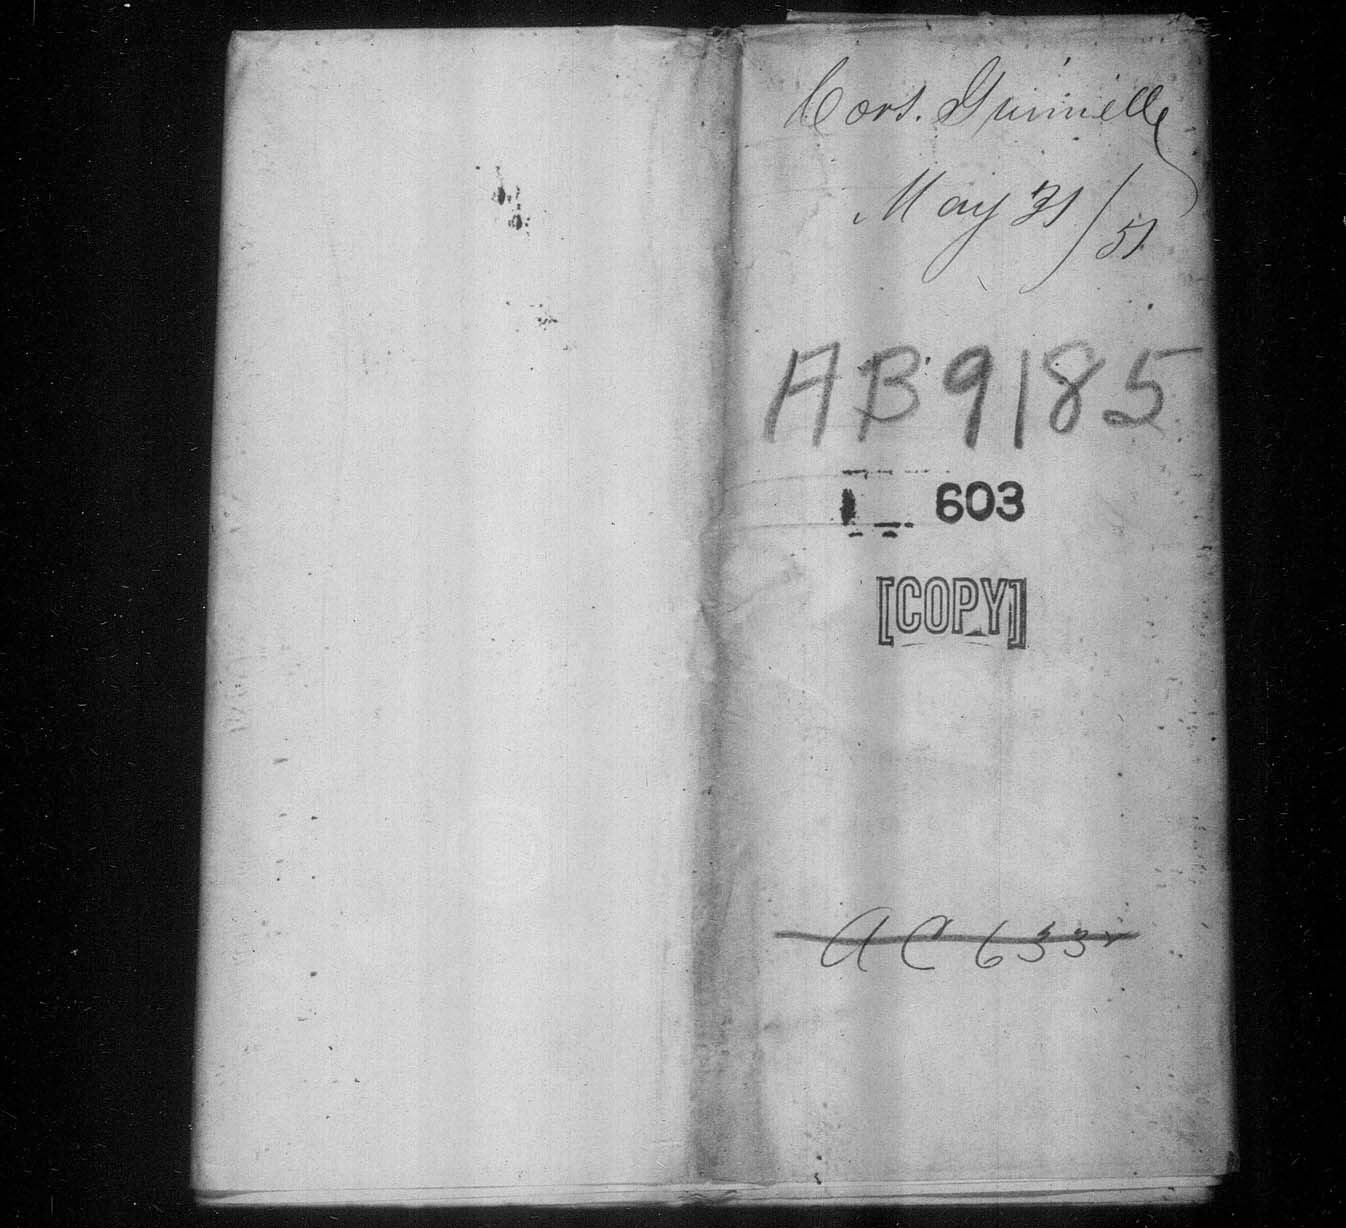 Cors. Grinnell
May 31/51
AB9185
603
[COPY]
AC 633